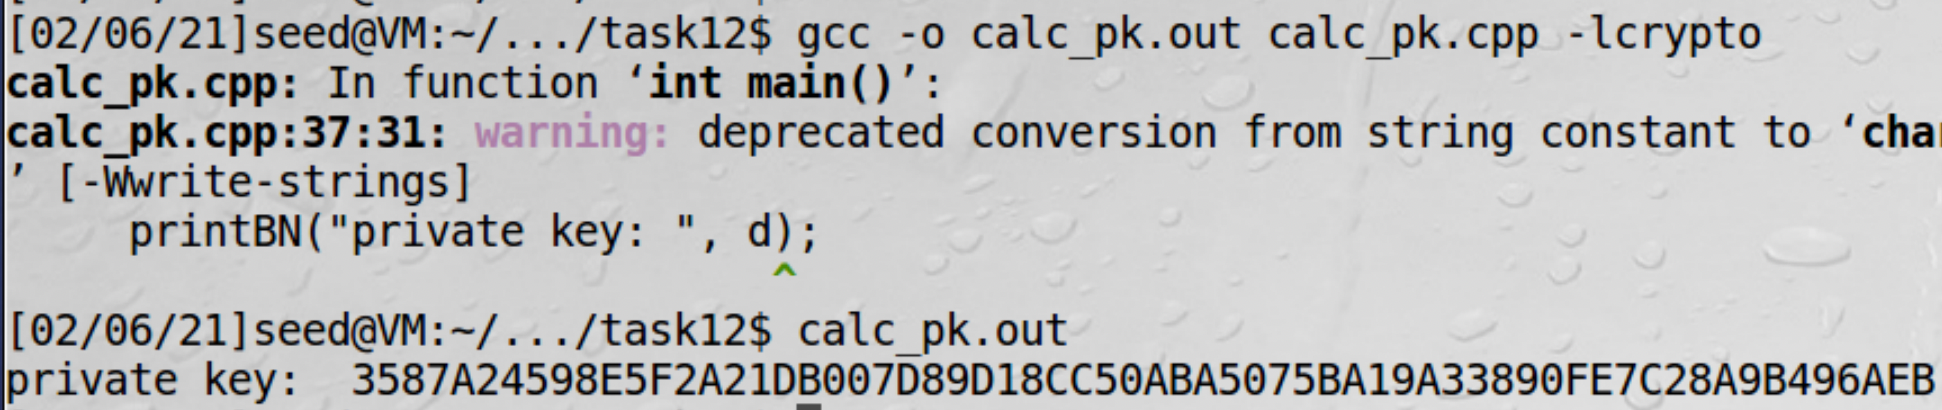 [02/06/21]seed@VM:~/.../task12$ gcc -o calc_pk.out calc_pk.cpp -lcrypto
calc_pk.cpp: In function ‘int main()’:
calc_pk.cpp:37:31: warning: deprecated conversion from string constant to ‘char
’ [-Wwrite-strings]
printBN("private key: ", d);
^
[02/06/21]seed@VM:~/.../task12$ calc_pk.out
private key:  3587A24598E5F2A21DB007D89D18CC50ABA5075BA19A33890FE7C28A9B496AEB